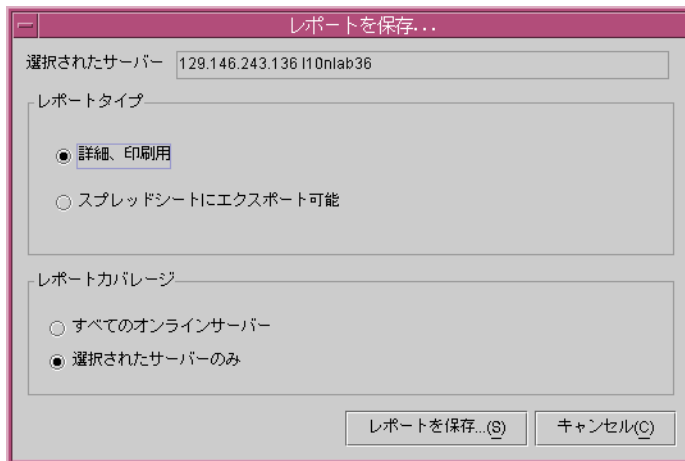 レポートを保存...
選択されたサーバー 129.146.243.136 l10nlab36
レポートタイプ
詳細、印刷用
スプレッドシートにエクスポート可能
レポートカバレージ
すべてのオンラインサーバー
選択されたサーバーのみ
レポートを保存...(S) キャンセル(C)